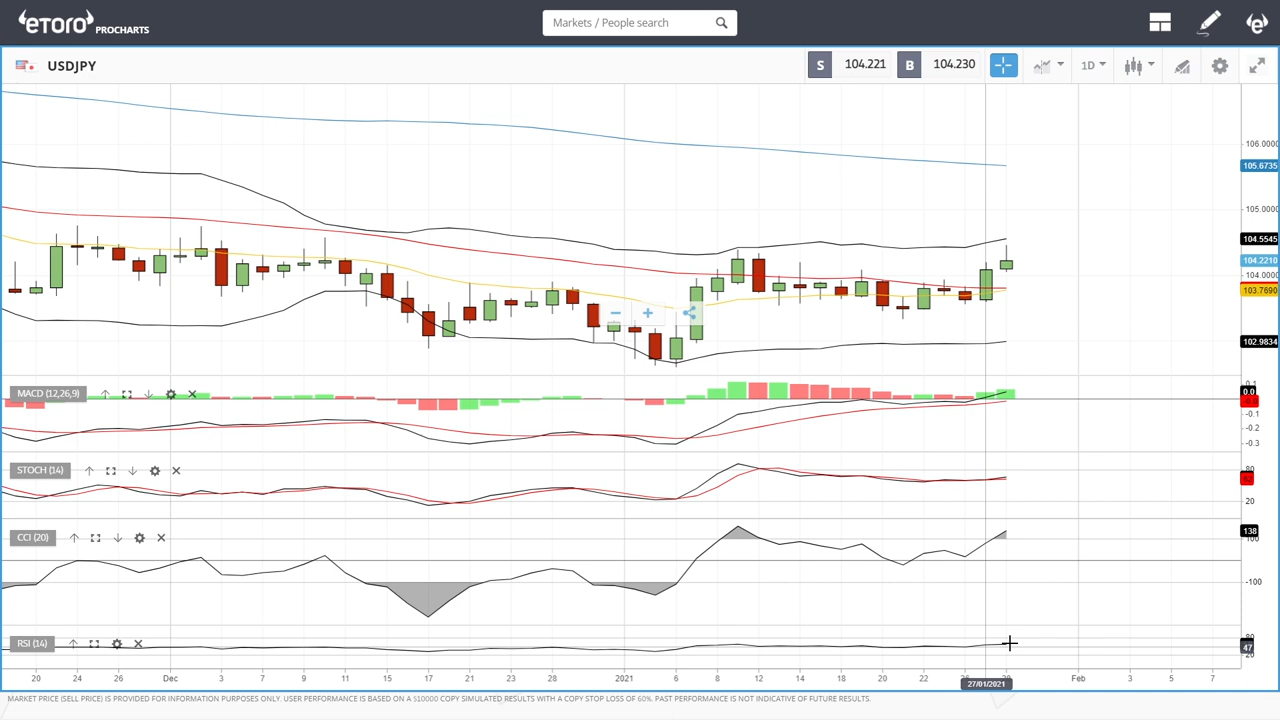 eToro PROCHARTS
Markets / People search
USDJPY
S 104.221 B 104.230 1D
106.0000
105.6735
105.0000
104.5545
104.2210
104.0000
103.7690
102.9834
MACD (12,26,9)
0.1
0.0
-0.1
-0.2
-0.3
STOCH (14)
80
20
CCI (20)
138
100
-100
RSI (14)
80
47
20
20 24 26 Dec 3 7 9 11 15 17 21 23 28 2021 6 8 12 14 18 20 22 26 Feb 3 5 7
27/01/2021
MARKET PRICE (SELL PRICE) IS PROVIDED FOR INFORMATION PURPOSES ONLY. USER PERFORMANCE IS BASED ON A $10000 COPY SIMULATED RESULTS WITH A COPY STOP LOSS OF 60%. PAST PERFORMANCE IS NOT INDICATIVE OF FUTURE RESULTS.